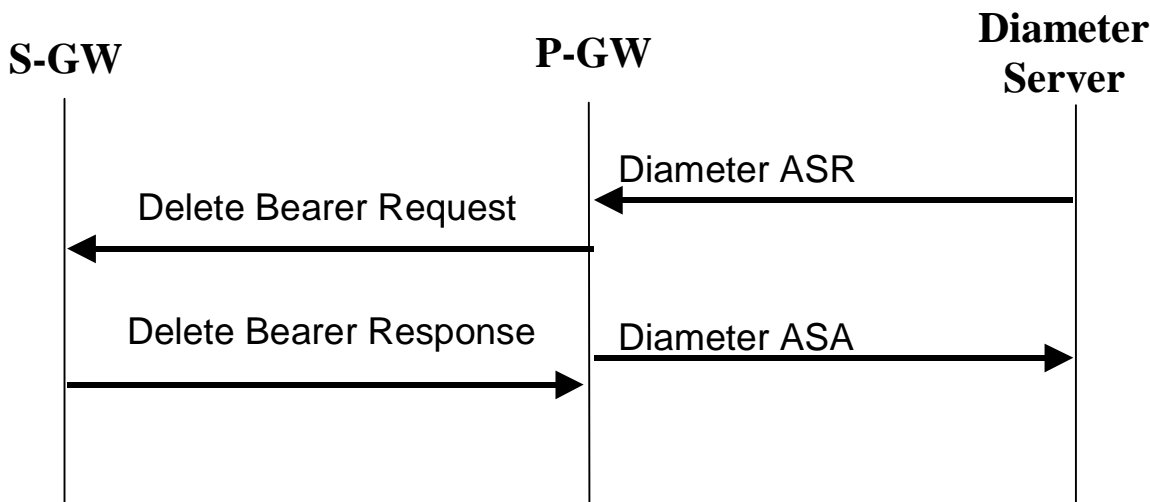 S-GW
P-GW
Diameter
Server
Diameter ASR
Delete Bearer Request
Delete Bearer Response
Diameter ASA